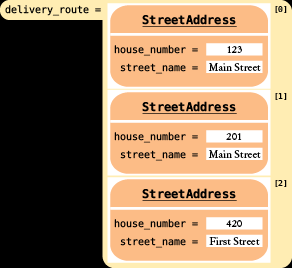 delivery_route =
[0]
StreetAddress
house_number = 123
street_name = Main Street
[1]
StreetAddress
house_number = 201
street_name = Main Street
[2]
StreetAddress
house_number = 420
street_name = First Street